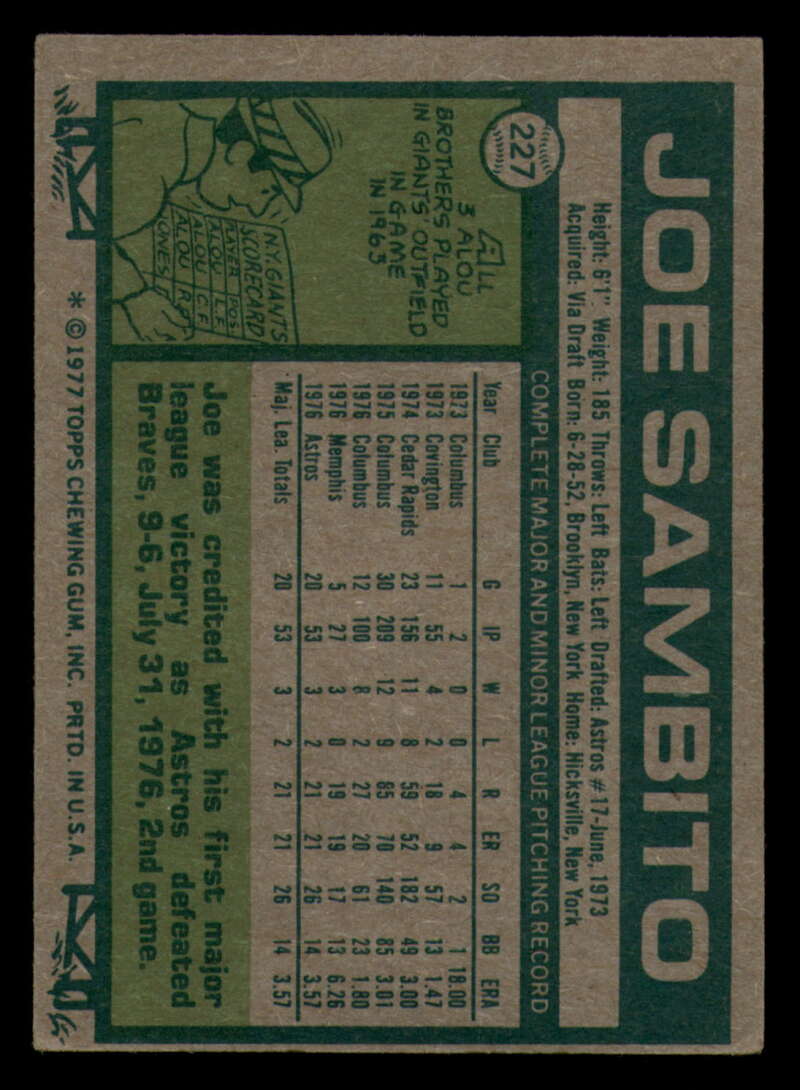 227
JOE SAMBITO
Height: 6'1" Weight: 185 Throws: Left Bats: Left Drafted: Astros #17-June, 1973
Acquired: Via Draft Born: 6-28-52, Brooklyn, New York Home: Hicksville, New York
COMPLETE MAJOR AND MINOR LEAGUE PITCHING RECORD
Year Club G IP W L R ER SO BB ERA
1973 Columbus 1 2 0 0 4 4 2 1 18.00
1973 Covington 11 55 4 2 18 9 57 13 1.47
1974 Cedar Rapids 23 156 11 8 59 52 182 49 3.00
1975 Columbus 30 209 12 9 85 70 140 85 3.01
1976 Columbus 12 100 8 2 27 20 61 23 1.80
1976 Memphis 5 27 3 0 19 19 17 13 6.26
1976 Astros 20 53 3 2 21 21 26 14 3.57
Maj. Lea. Totals 20 53 3 2 21 21 26 14 3.57
ALL
3 ALOU
BROTHERS PLAYED
IN GIANTS' OUTFIELD
IN GAME
IN 1963
N.Y. GIANTS
SCORECARD
PLAYER POS
ALOU L.F.
ALOU C.F.
ALOU R.F.
JONES
Joe was credited with his first major
league victory as Astros defeated
Braves, 9-6, July 31, 1976, 2nd game.
* © 1977 TOPPS CHEWING GUM, INC. PRTD. IN U.S.A.